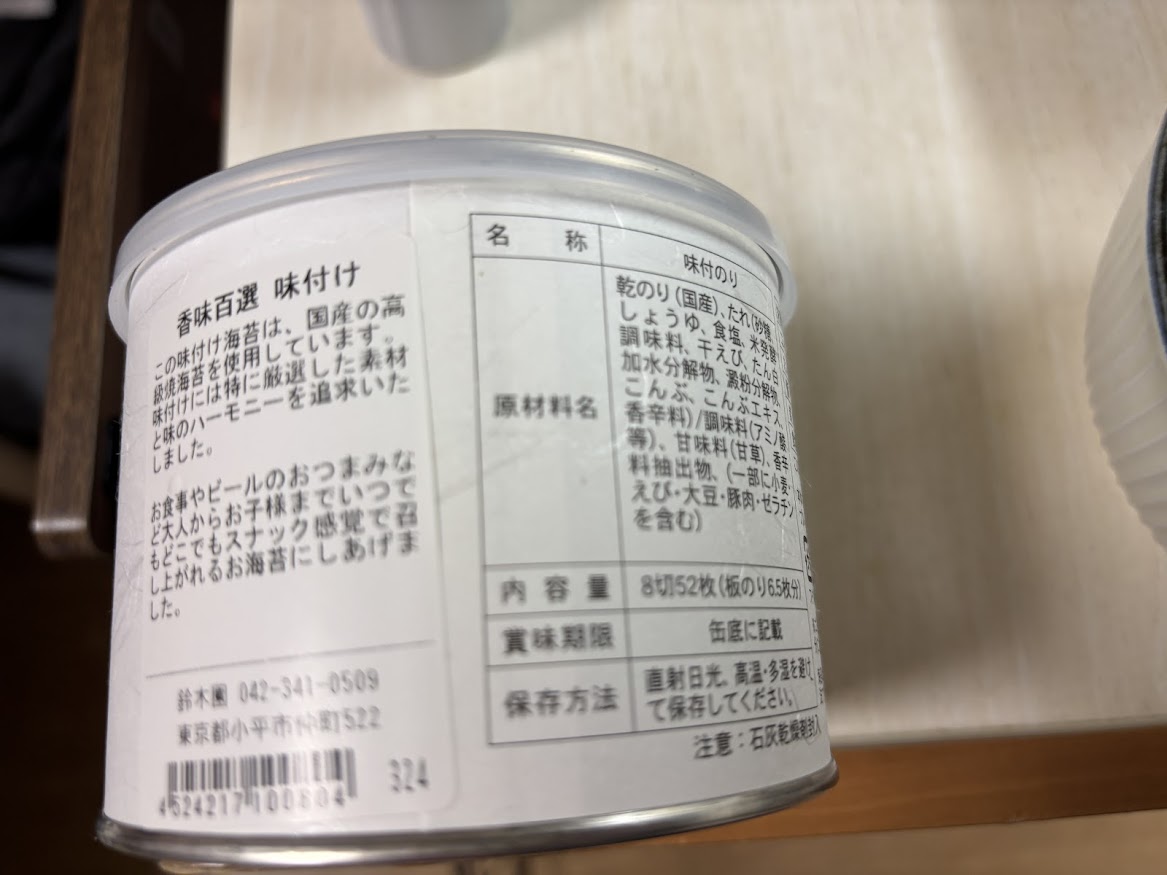 香味百選 味付け
この味付け海苔は、国産の高
級焼海苔を使用しています。
味付けには特に厳選した素材
と味のハーモニーを追求いた
しました。
お食事やビールのおつまみな
ど大人からお子様までいつで
もどこでもスナック感覚で召
し上がれるお海苔にしあげま
した。
鈴木園 042-341-0509
東京都小平市仲町522
4524217100804
324
名称 味付のり
原材料名
乾のり(国産)、たれ(砂糖、
しょうゆ、食塩、米発酵
調味料、干えび、たん白
加水分解物、澱粉分解物、
こんぶ、こんぶエキス、
香辛料)/調味料(アミノ酸
等)、甘味料(甘草)、香辛
料抽出物、(一部に小麦・
えび・大豆・豚肉・ゼラチン
を含む)
内容量 8切52枚(板のり6.5枚分)
賞味期限 缶底に記載
保存方法
直射日光、高温・多湿を避け
て保存してください。
注意:石灰乾燥剤封入